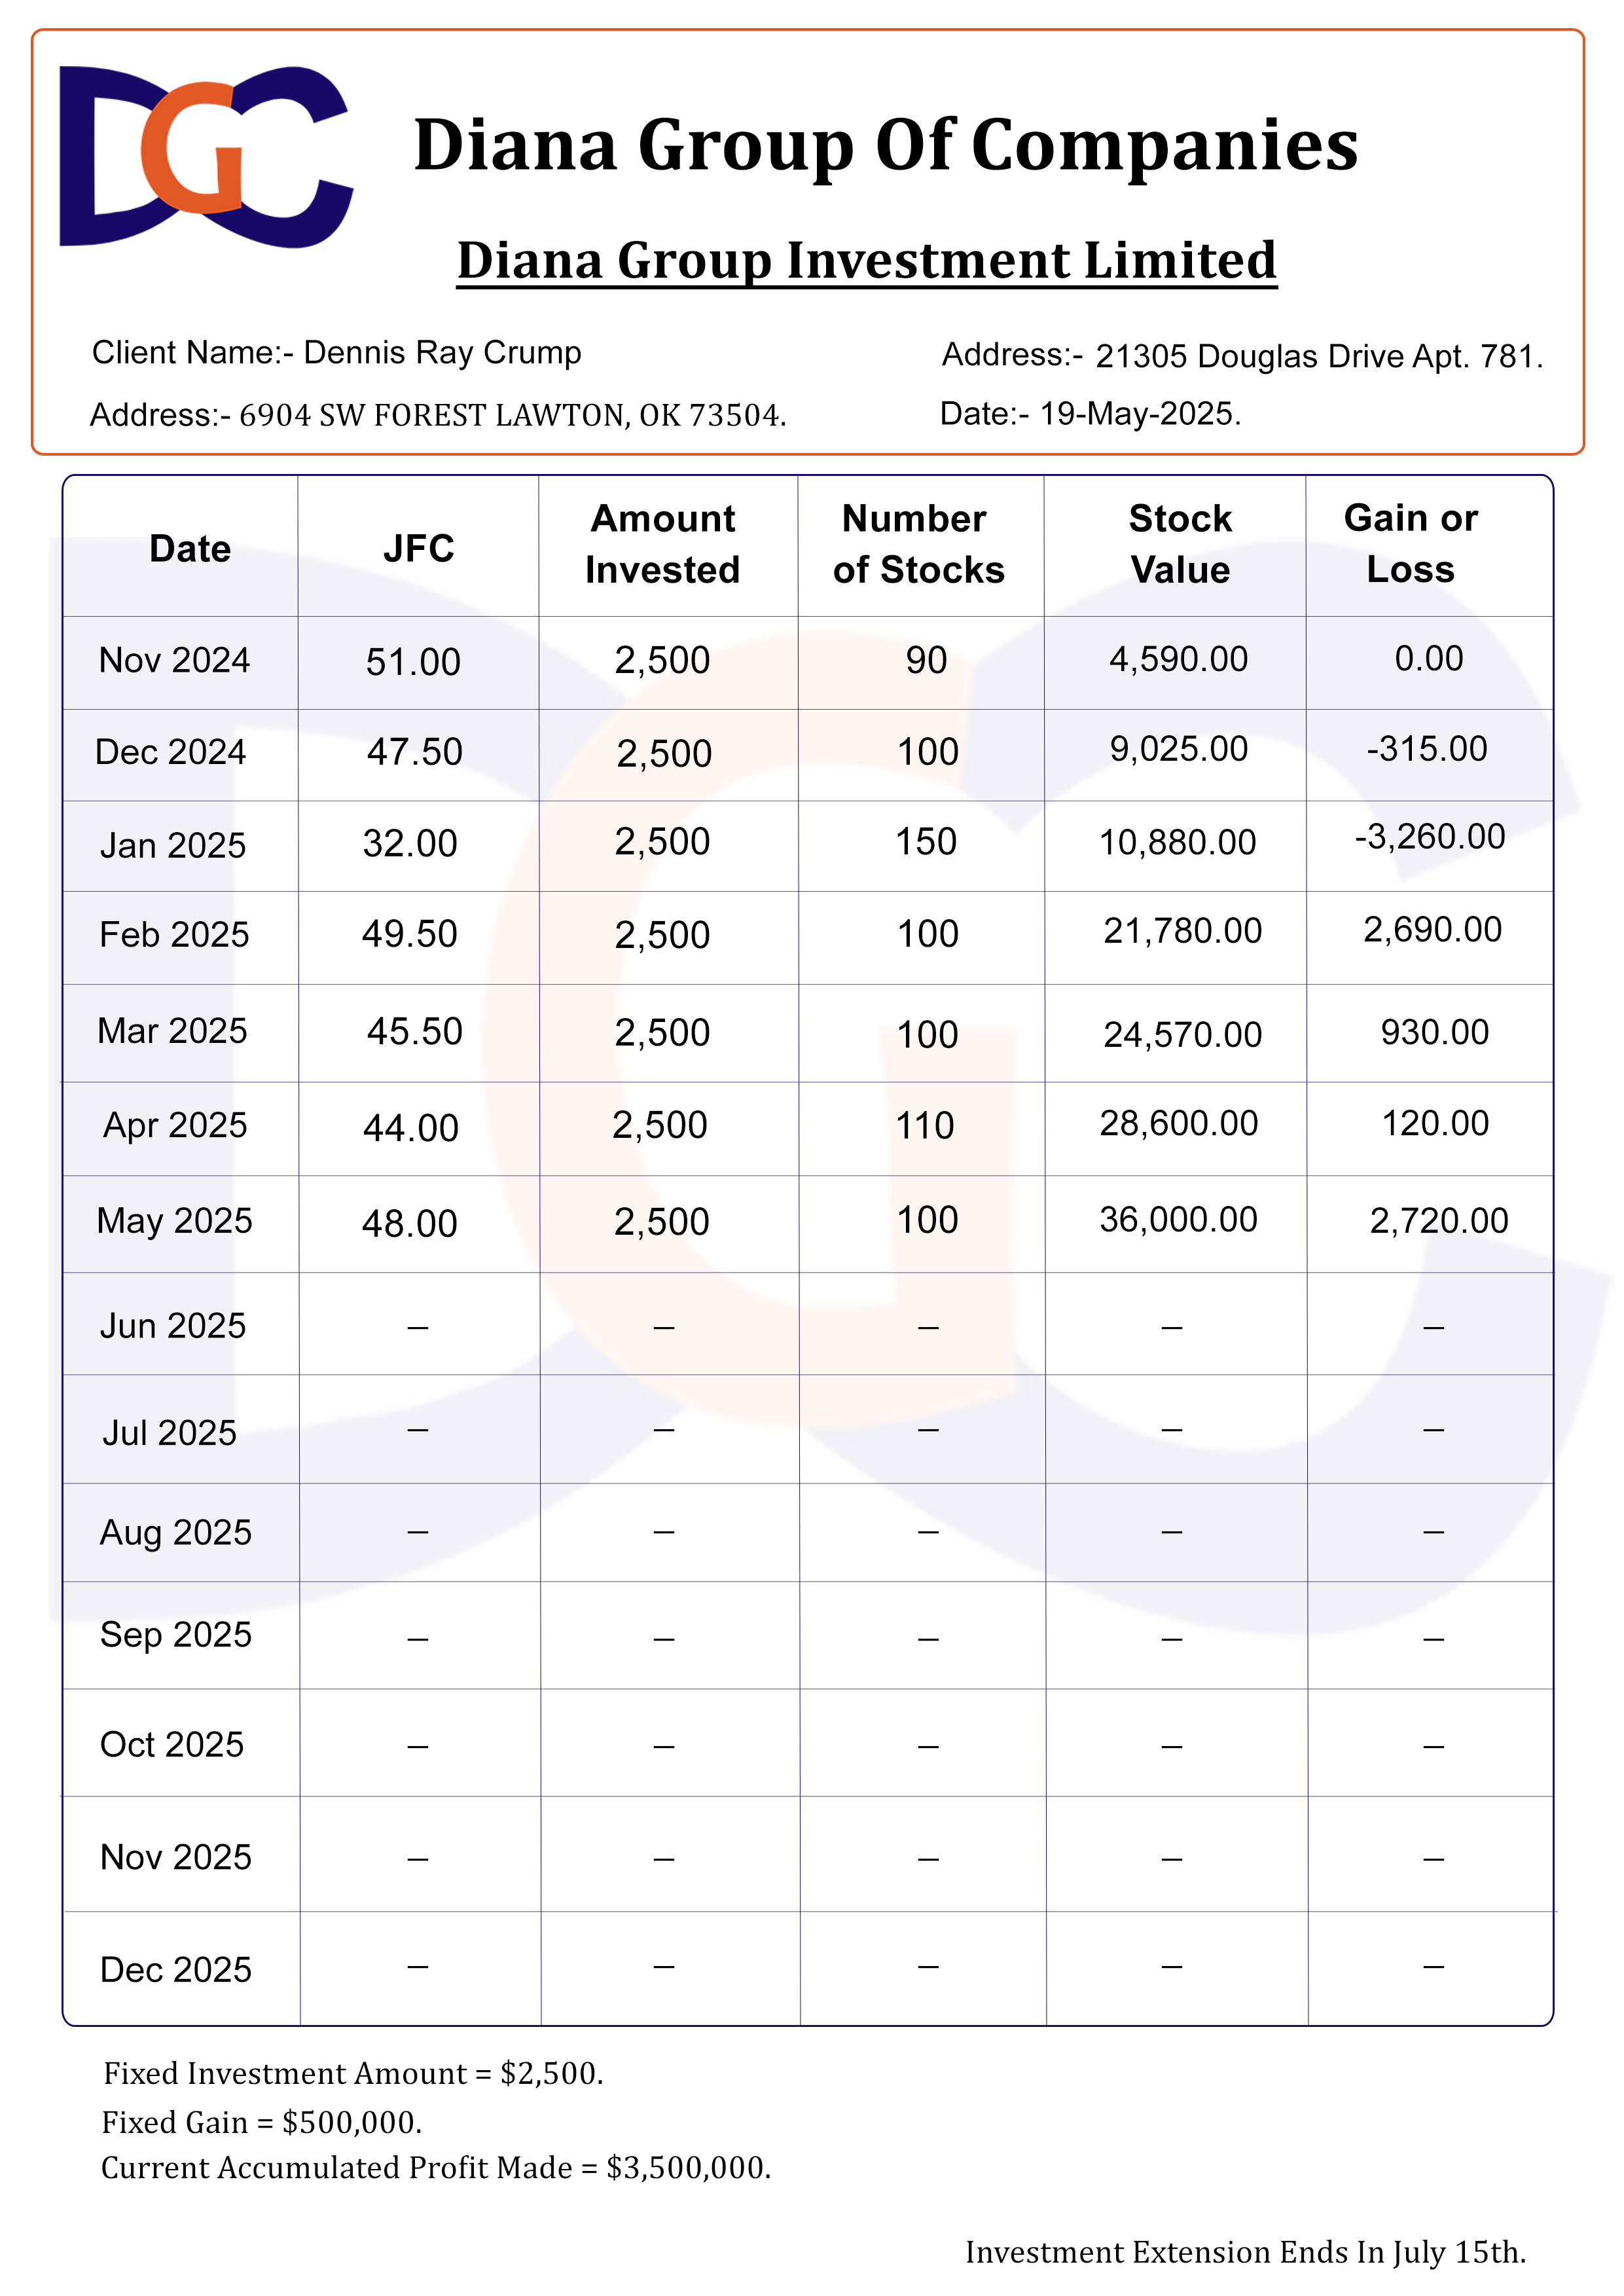 DGC
Diana Group Of Companies
Diana Group Investment Limited
Client Name:- Dennis Ray Crump
Address:- 21305 Douglas Drive Apt. 781.
Address:- 6904 SW FOREST LAWTON, OK 73504.
Date:- 19-May-2025.
Date JFC Amount Invested Number of Stocks Stock Value Gain or Loss
Nov 2024 51.00 2,500 90 4,590.00 0.00
Dec 2024 47.50 2,500 100 9,025.00 -315.00
Jan 2025 32.00 2,500 150 10,880.00 -3,260.00
Feb 2025 49.50 2,500 100 21,780.00 2,690.00
Mar 2025 45.50 2,500 100 24,570.00 930.00
Apr 2025 44.00 2,500 110 28,600.00 120.00
May 2025 48.00 2,500 100 36,000.00 2,720.00
Jun 2025 – – – – –
Jul 2025 – – – – –
Aug 2025 – – – – –
Sep 2025 – – – – –
Oct 2025 – – – – –
Nov 2025 – – – – –
Dec 2025 – – – – –
Fixed Investment Amount = $2,500.
Fixed Gain = $500,000.
Current Accumulated Profit Made = $3,500,000.
Investment Extension Ends In July 15th.